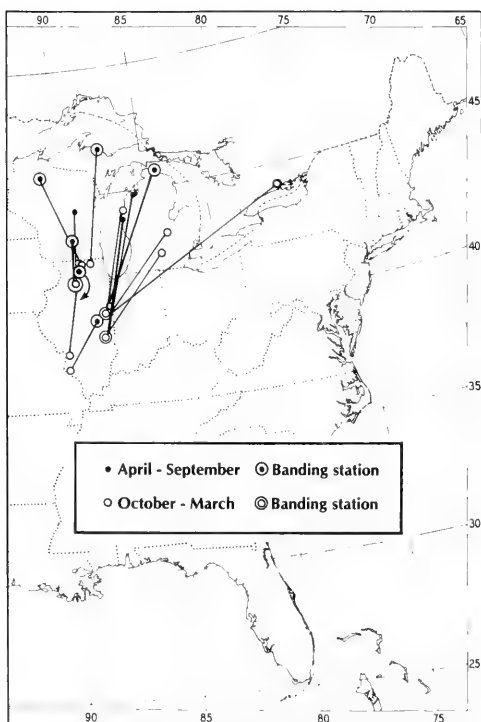 90 85 80 75 70 65
45
40
35
• April - September ⊙ Banding station
○ October - March ◎ Banding station
30
25
90 85 80 75